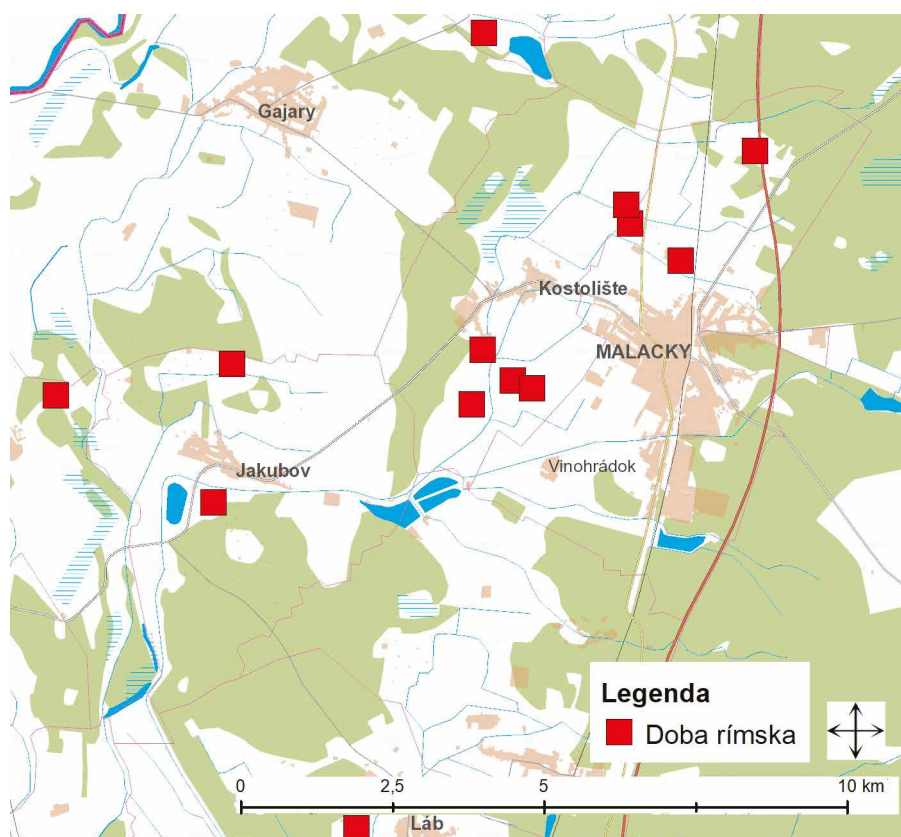 Gajary
Kostolište
MALACKY
Jakubov
Vinohrádok
Legenda
Doba rímska
0 2,5 5 10 km
Láb